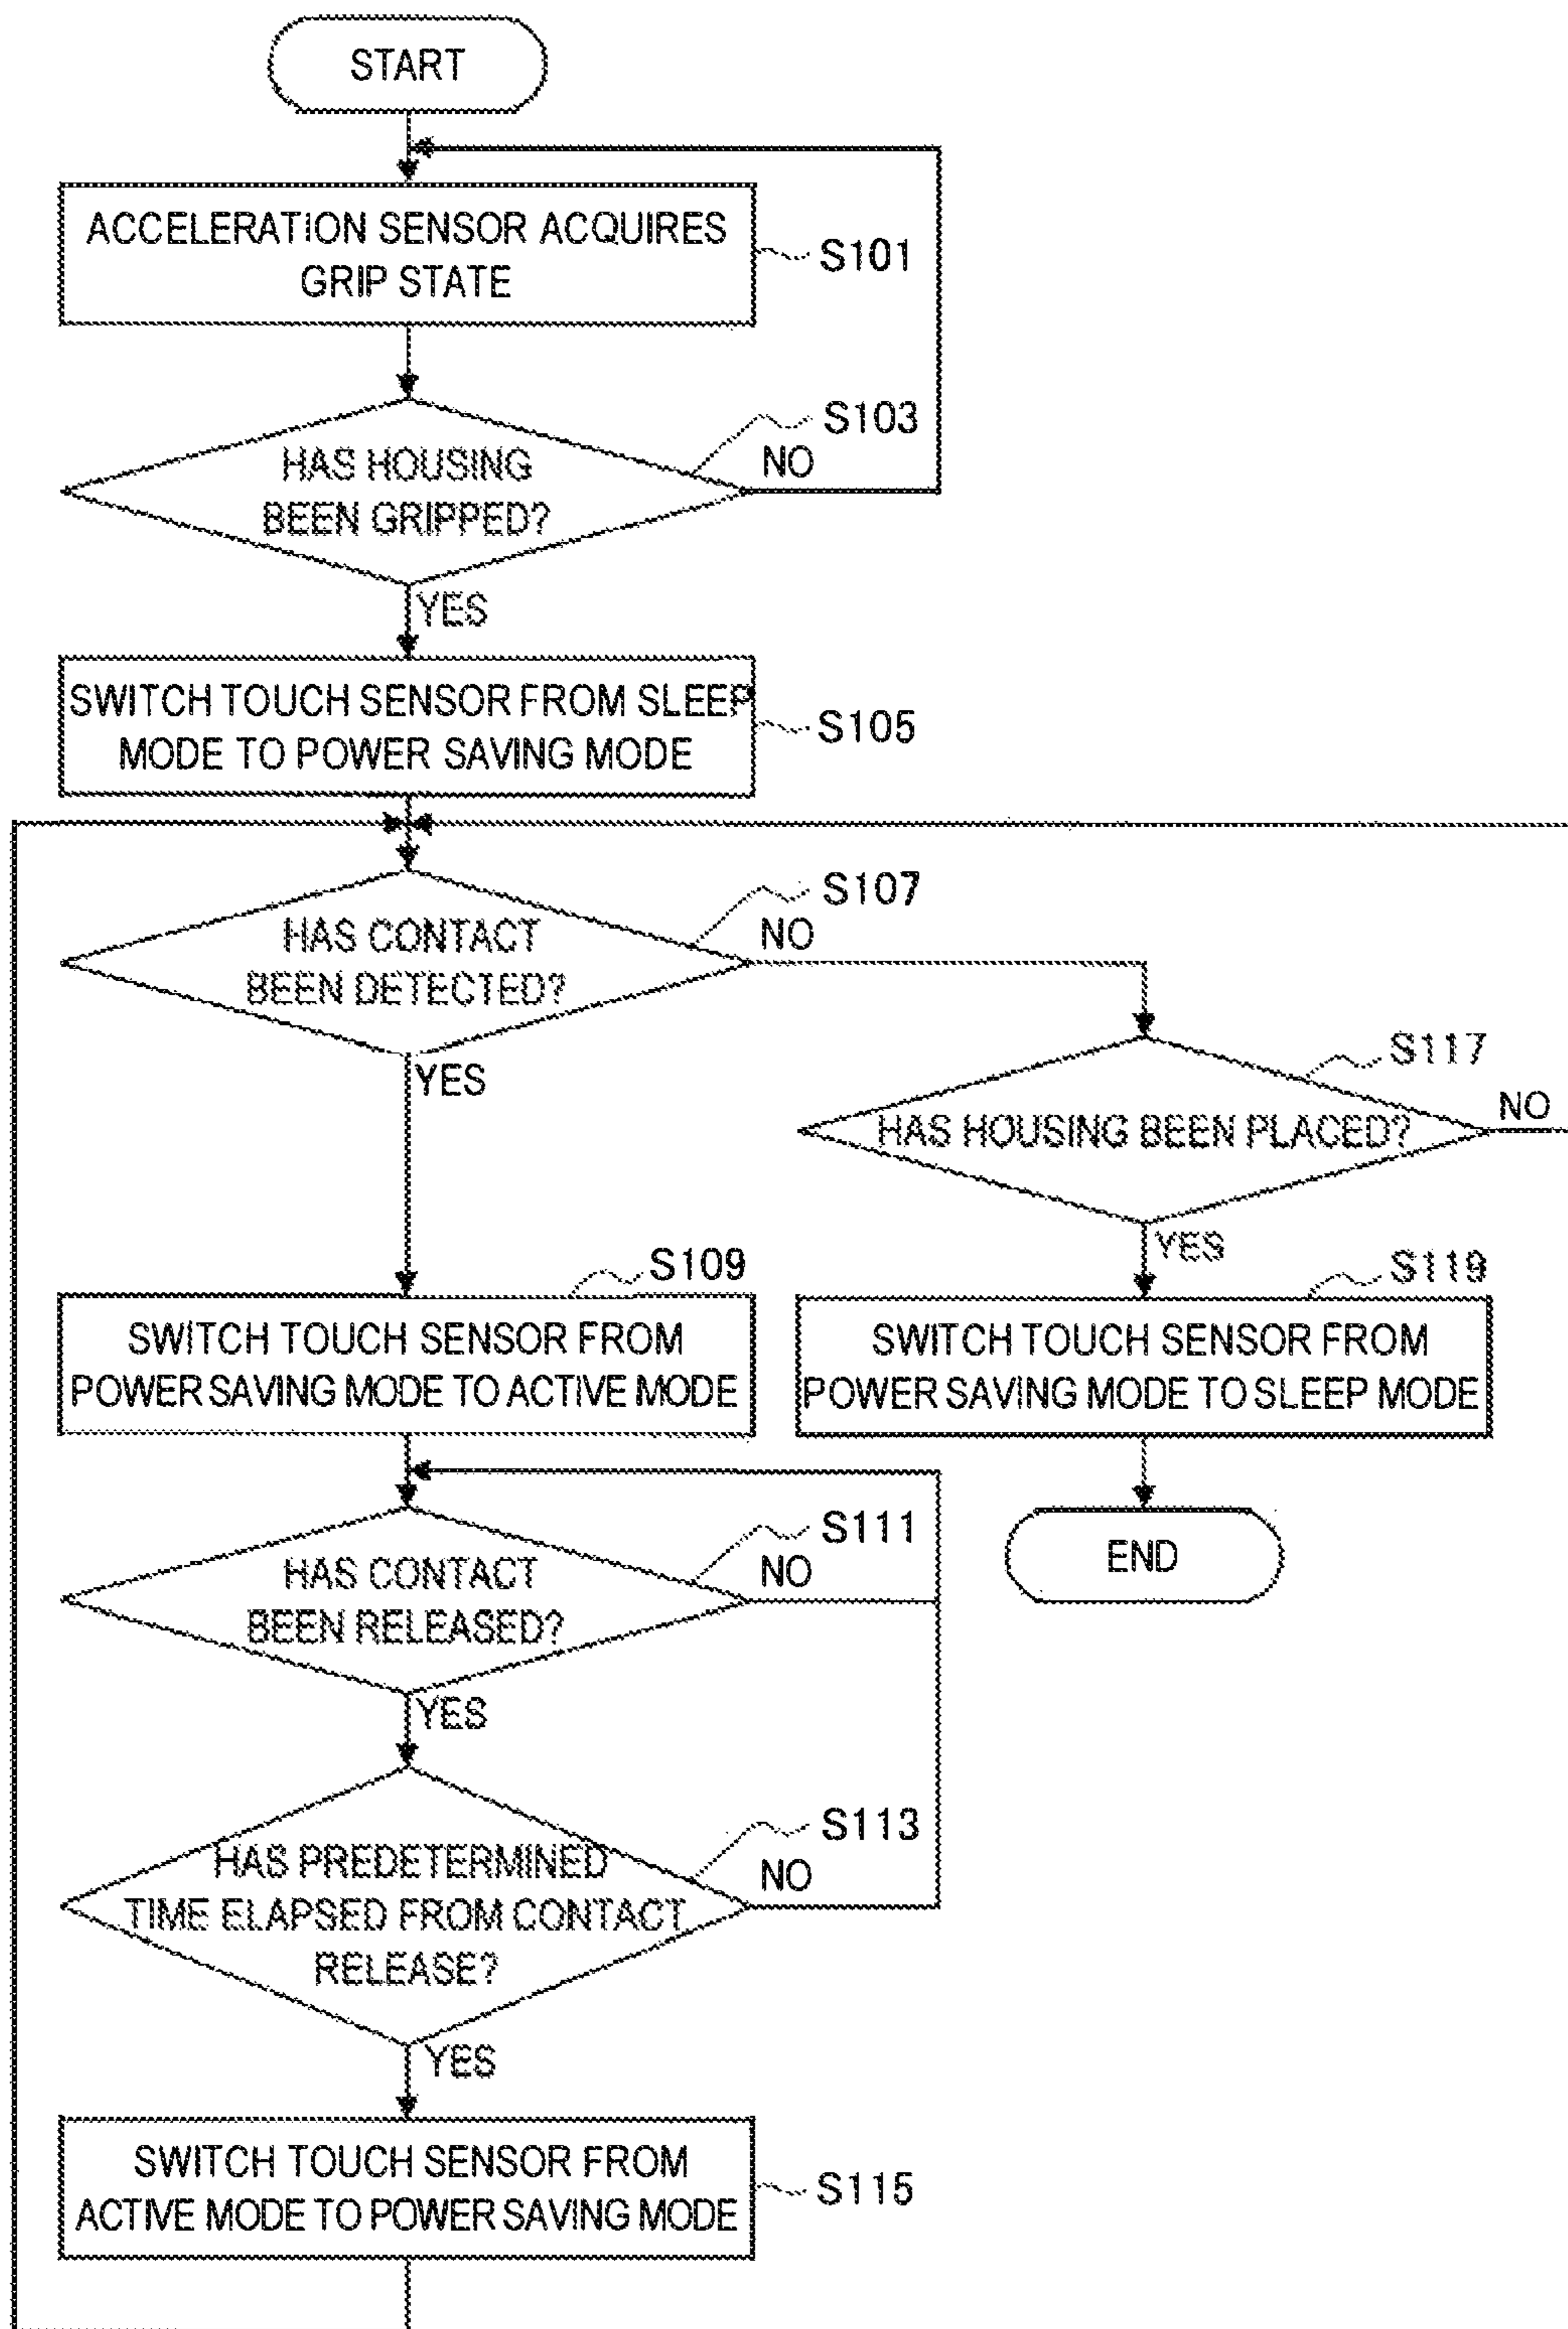 START
ACCELERATION SENSOR ACQUIRES
GRIP STATE
S101
S103
HAS HOUSING
BEEN GRIPPED?
NO
YES
SWITCH TOUCH SENSOR FROM SLEEP
MODE TO POWER SAVING MODE
S105
S107
HAS CONTACT
BEEN DETECTED?
NO
YES
S117
HAS HOUSING BEEN PLACED?
NO
YES
S109
SWITCH TOUCH SENSOR FROM
POWER SAVING MODE TO ACTIVE MODE
S119
SWITCH TOUCH SENSOR FROM
POWER SAVING MODE TO SLEEP MODE
END
S111
HAS CONTACT
BEEN RELEASED?
NO
YES
S113
HAS PREDETERMINED
TIME ELAPSED FROM CONTACT
RELEASE?
NO
YES
SWITCH TOUCH SENSOR FROM
ACTIVE MODE TO POWER SAVING MODE
S115